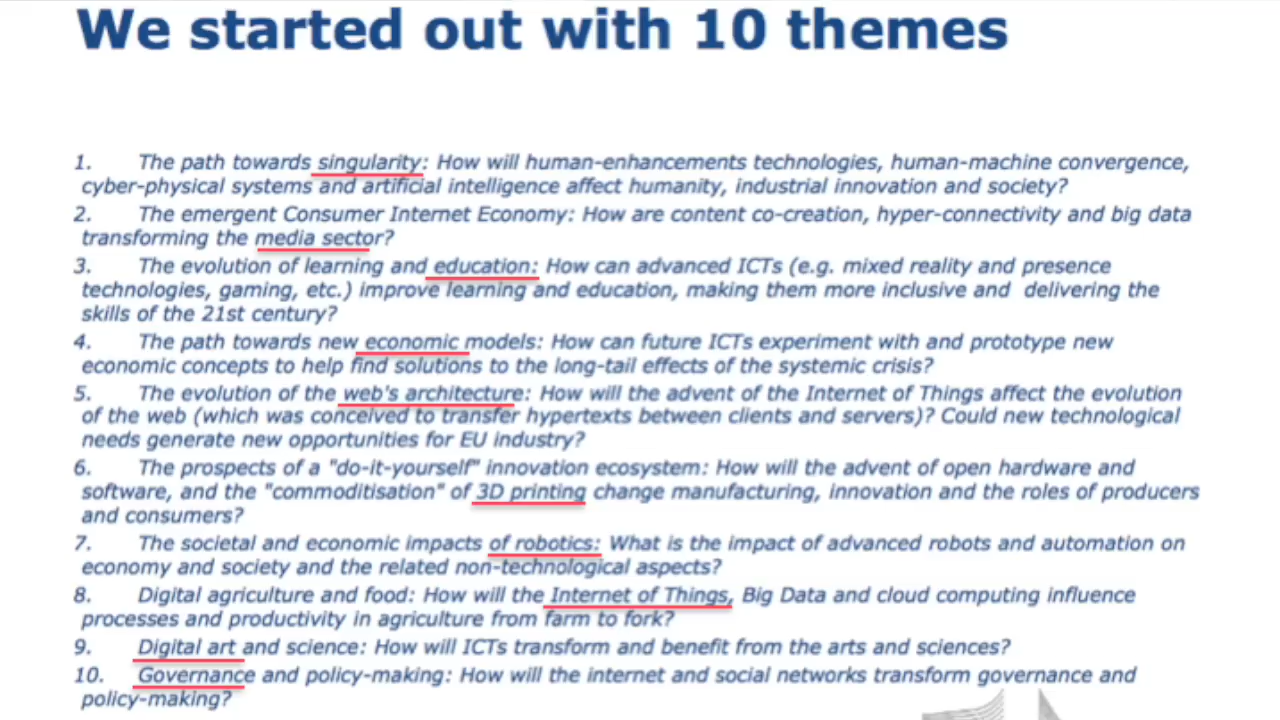 We started out with 10 themes
1. The path towards singularity: How will human-enhancements technologies, human-machine convergence,
cyber-physical systems and artificial intelligence affect humanity, industrial innovation and society?
2. The emergent Consumer Internet Economy: How are content co-creation, hyper-connectivity and big data
transforming the media sector?
3. The evolution of learning and education: How can advanced ICTs (e.g. mixed reality and presence
technologies, gaming, etc.) improve learning and education, making them more inclusive and delivering the
skills of the 21st century?
4. The path towards new economic models: How can future ICTs experiment with and prototype new
economic concepts to help find solutions to the long-tail effects of the systemic crisis?
5. The evolution of the web's architecture: How will the advent of the Internet of Things affect the evolution
of the web (which was conceived to transfer hypertexts between clients and servers)? Could new technological
needs generate new opportunities for EU industry?
6. The prospects of a "do-it-yourself" innovation ecosystem: How will the advent of open hardware and
software, and the "commoditisation" of 3D printing change manufacturing, innovation and the roles of producers
and consumers?
7. The societal and economic impacts of robotics: What is the impact of advanced robots and automation on
economy and society and the related non-technological aspects?
8. Digital agriculture and food: How will the Internet of Things, Big Data and cloud computing influence
processes and productivity in agriculture from farm to fork?
9. Digital art and science: How will ICTs transform and benefit from the arts and sciences?
10. Governance and policy-making: How will the internet and social networks transform governance and
policy-making?